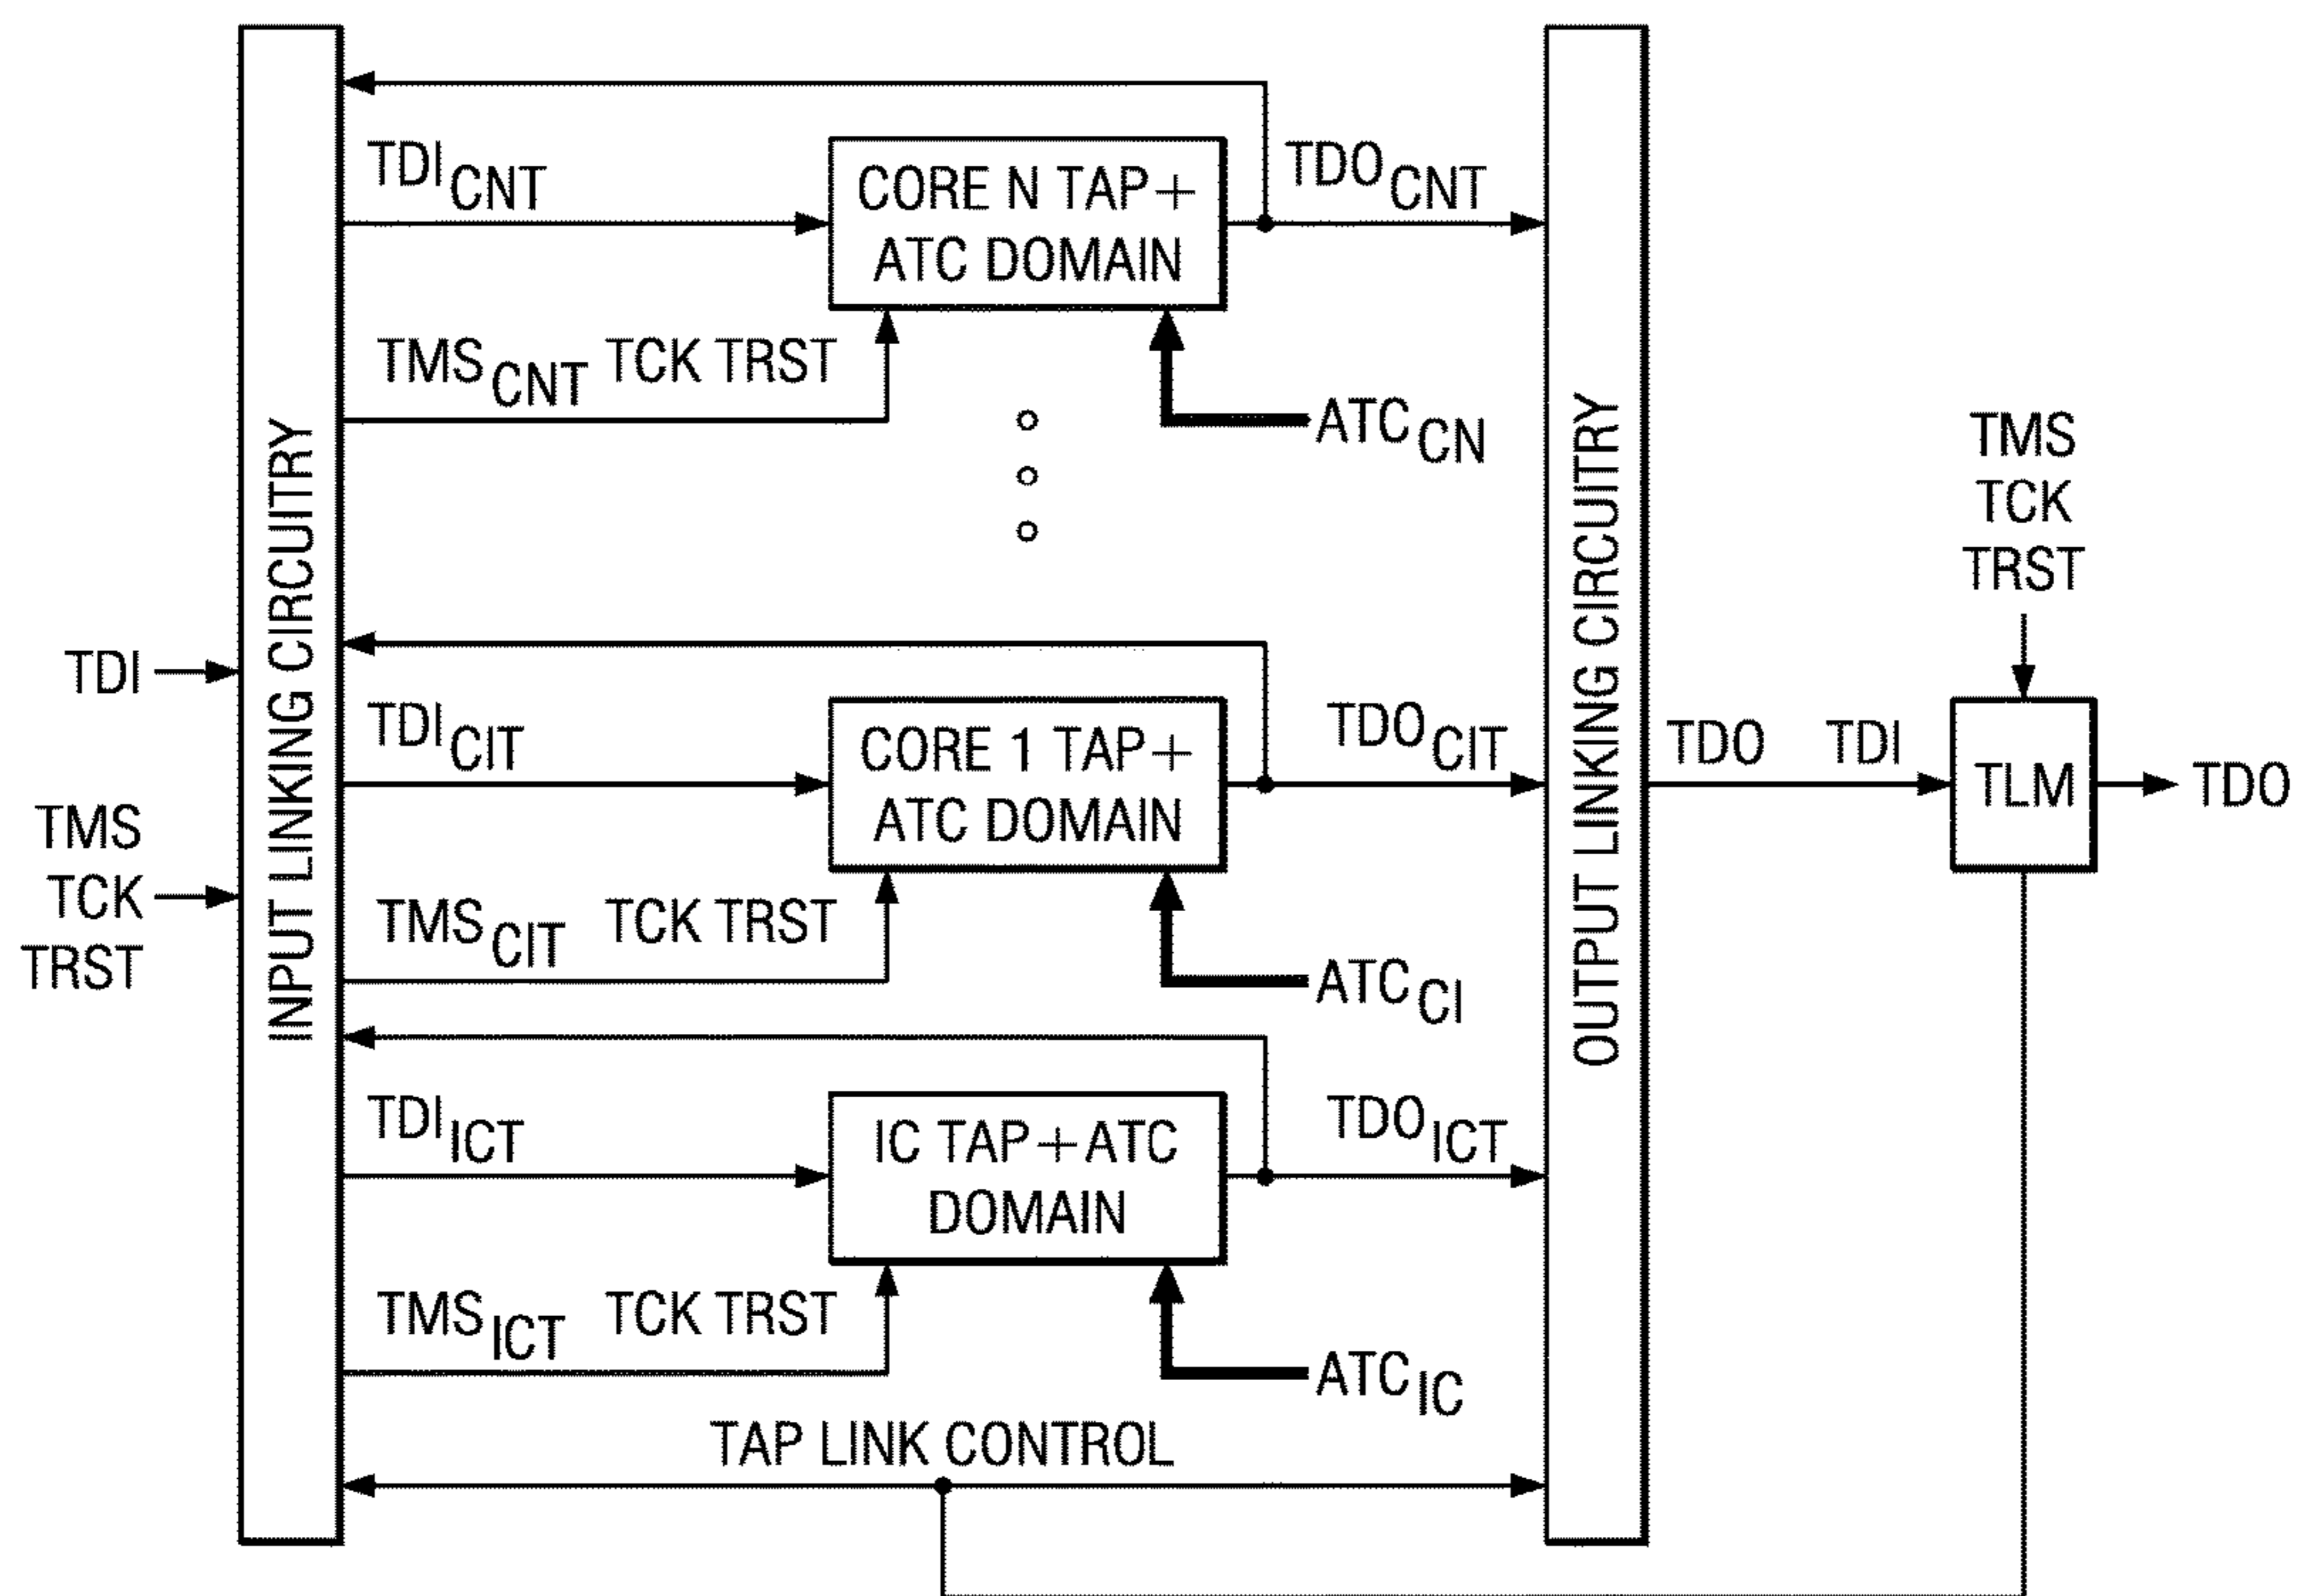 TDI
TMS
TCK
TRST
INPUT LINKING CIRCUITRY
TDI CNT
CORE N TAP+
ATC DOMAIN
TDO CNT
TMS CNT TCK TRST
ATC CN
TDI CIT
CORE 1 TAP+
ATC DOMAIN
TDO CIT
TMS CIT TCK TRST
ATC CI
TDI ICT
IC TAP+ATC
DOMAIN
TDO ICT
TMS ICT TCK TRST
ATC IC
TAP LINK CONTROL
OUTPUT LINKING CIRCUITRY
TDO TDI
TMS
TCK
TRST
TLM
TDO